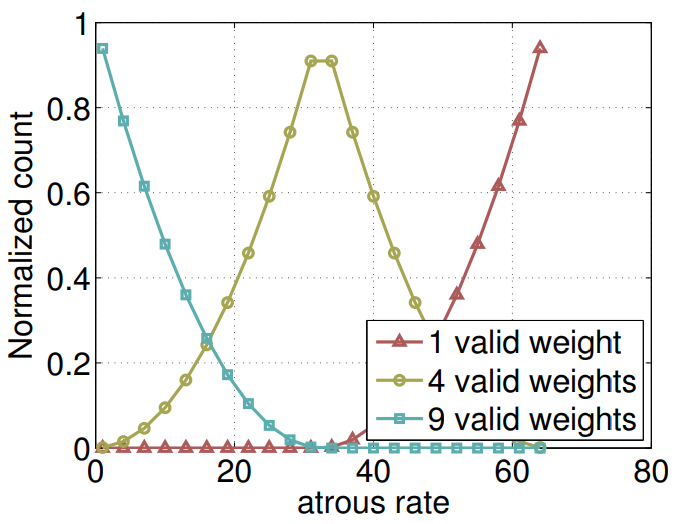 1
0.8
0.6
0.4
0.2
0
Normalized count
1 valid weight
4 valid weights
9 valid weights
0 20 40 60 80
atrous rate